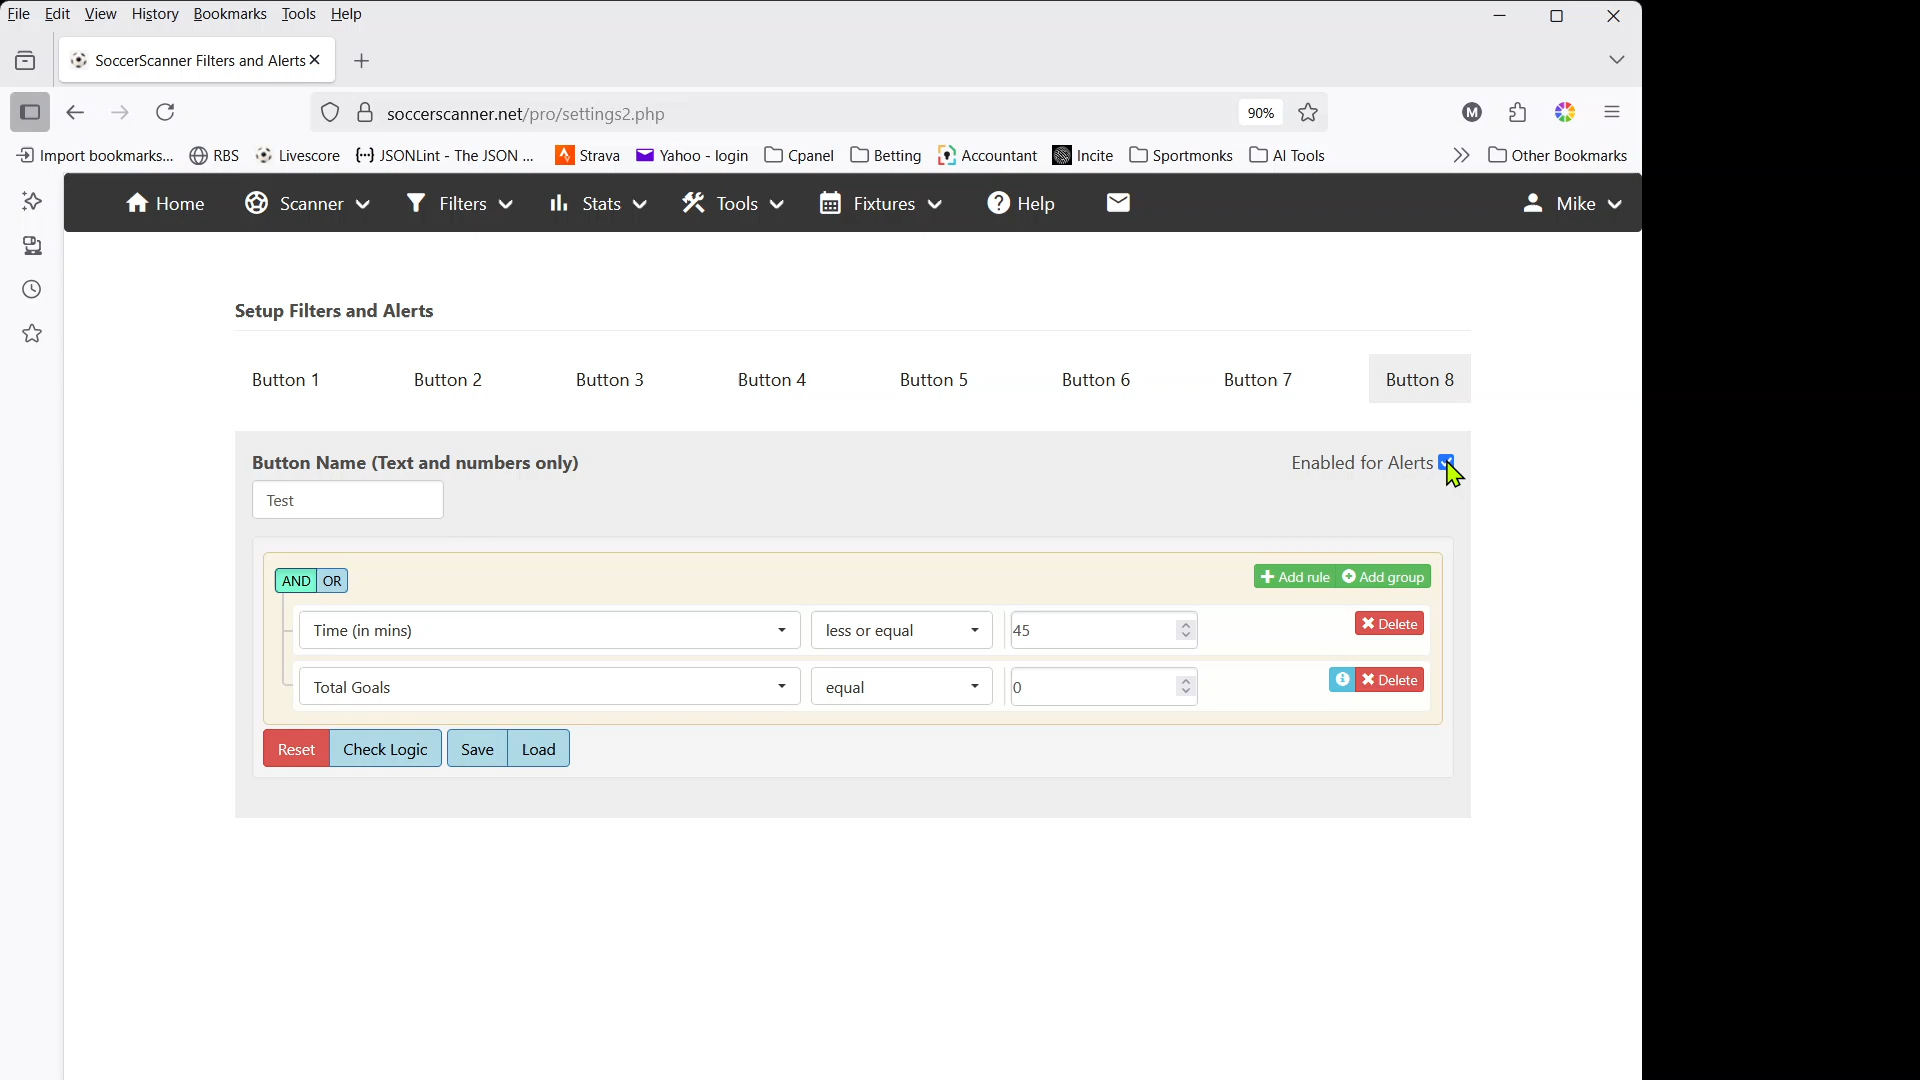 File Edit View History Bookmarks Tools Help
SoccerScanner Filters and Alerts
soccerscanner.net/pro/settings2.php 90% M
Import bookmarks... RBS Livescore JSONLint - The JSON ... Strava Yahoo - login Cpanel Betting Accountant Incite Sportmonks AI Tools Other Bookmarks
Home Scanner Filters Stats Tools Fixtures Help Mike
Setup Filters and Alerts
Button 1 Button 2 Button 3 Button 4 Button 5 Button 6 Button 7 Button 8
Button Name (Text and numbers only) Enabled for Alerts
Test
AND OR Add rule Add group
Time (in mins) less or equal 45 Delete
Total Goals equal 0 Delete
Reset Check Logic Save Load